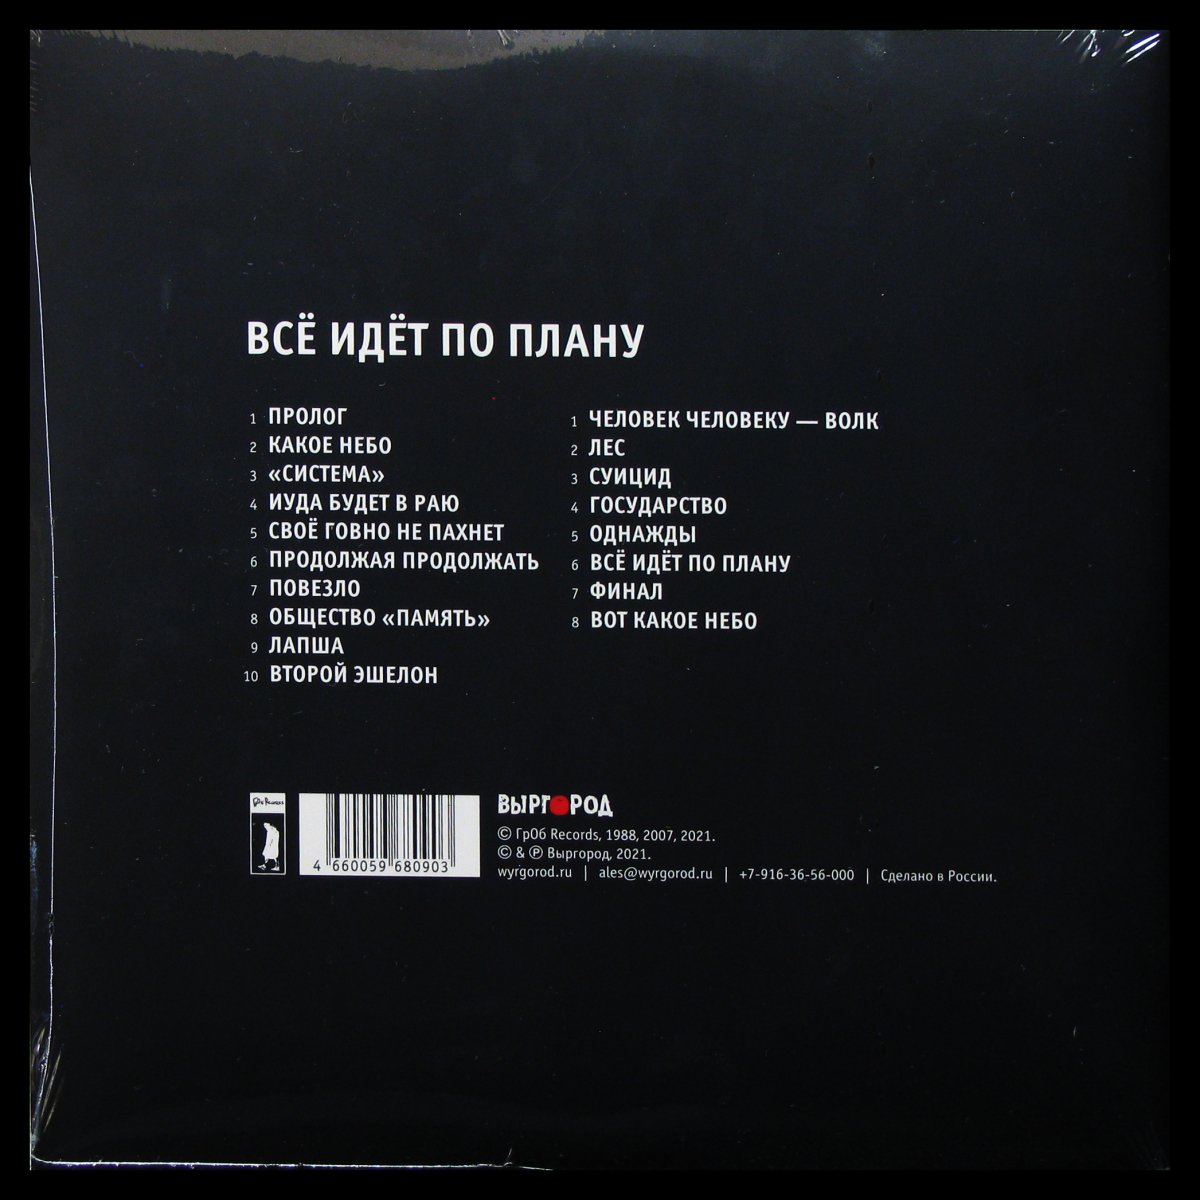 ВСЁ ИДЁТ ПО ПЛАНУ
1 ПРОЛОГ
2 КАКОЕ НЕБО
3 «СИСТЕМА»
4 ИУДА БУДЕТ В РАЮ
5 СВОЁ ГОВНО НЕ ПАХНЕТ
6 ПРОДОЛЖАЯ ПРОДОЛЖАТЬ
7 ПОВЕЗЛО
8 ОБЩЕСТВО «ПАМЯТЬ»
9 ЛАПША
10 ВТОРОЙ ЭШЕЛОН
1 ЧЕЛОВЕК ЧЕЛОВЕКУ — ВОЛК
2 ЛЕС
3 СУИЦИД
4 ГОСУДАРСТВО
5 ОДНАЖДЫ
6 ВСЁ ИДЁТ ПО ПЛАНУ
7 ФИНАЛ
8 ВОТ КАКОЕ НЕБО
4 660059 680903
ВЫРГОРОД
© ГрОб Records, 1988, 2007, 2021.
© & ℗ Выргород, 2021.
wyrgorod.ru | ales@wyrgorod.ru | +7-916-36-56-000 | Сделано в России.